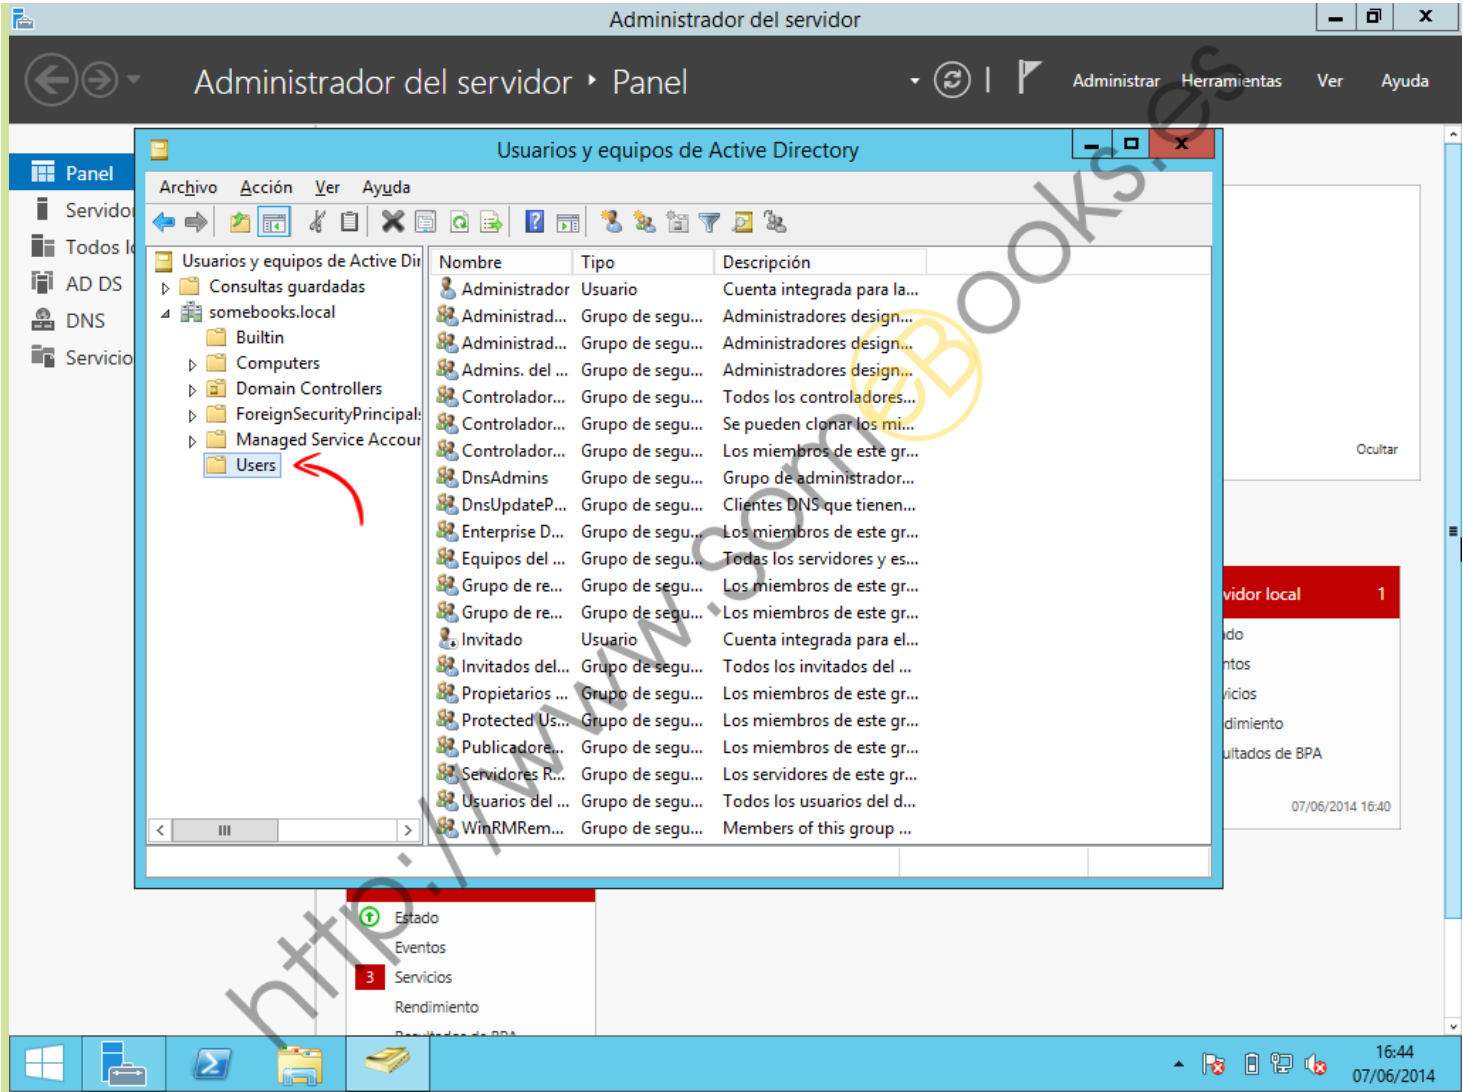 Administrador del servidor
Administrador del servidor ‣ Panel
Administrar Herramientas Ver Ayuda
Panel
Servidor
Todos lo
AD DS
DNS
Servicio
Usuarios y equipos de Active Directory
Archivo Acción Ver Ayuda
Usuarios y equipos de Active Dir
Consultas guardadas
somebooks.local
Builtin
Computers
Domain Controllers
ForeignSecurityPrincipals
Managed Service Accour
Users
Nombre Tipo Descripción
Administrador Usuario Cuenta integrada para la...
Administrad... Grupo de segu... Administradores design...
Administrad... Grupo de segu... Administradores design...
Admins. del ... Grupo de segu... Administradores design...
Controlador... Grupo de segu... Todos los controladores...
Controlador... Grupo de segu... Se pueden clonar los mi...
Controlador... Grupo de segu... Los miembros de este gr...
DnsAdmins Grupo de segu... Grupo de administrador...
DnsUpdateP... Grupo de segu... Clientes DNS que tienen...
Enterprise D... Grupo de segu... Los miembros de este gr...
Equipos del ... Grupo de segu... Todas los servidores y es...
Grupo de re... Grupo de segu... Los miembros de este gr...
Grupo de re... Grupo de segu... Los miembros de este gr...
Invitado Usuario Cuenta integrada para el...
Invitados del... Grupo de segu... Todos los invitados del ...
Propietarios ... Grupo de segu... Los miembros de este gr...
Protected Us... Grupo de segu... Los miembros de este gr...
Publicadore... Grupo de segu... Los miembros de este gr...
Servidores R... Grupo de segu... Los servidores de este gr...
Usuarios del ... Grupo de segu... Todos los usuarios del d...
WinRMRem... Grupo de segu... Members of this group ...
Ocultar
vidor local 1
do
ntos
vicios
dimiento
ultados de BPA
07/06/2014 16:40
Estado
Eventos
3 Servicios
Rendimiento
Resultados de BPA
16:44
07/06/2014
http://www.someBooks.es